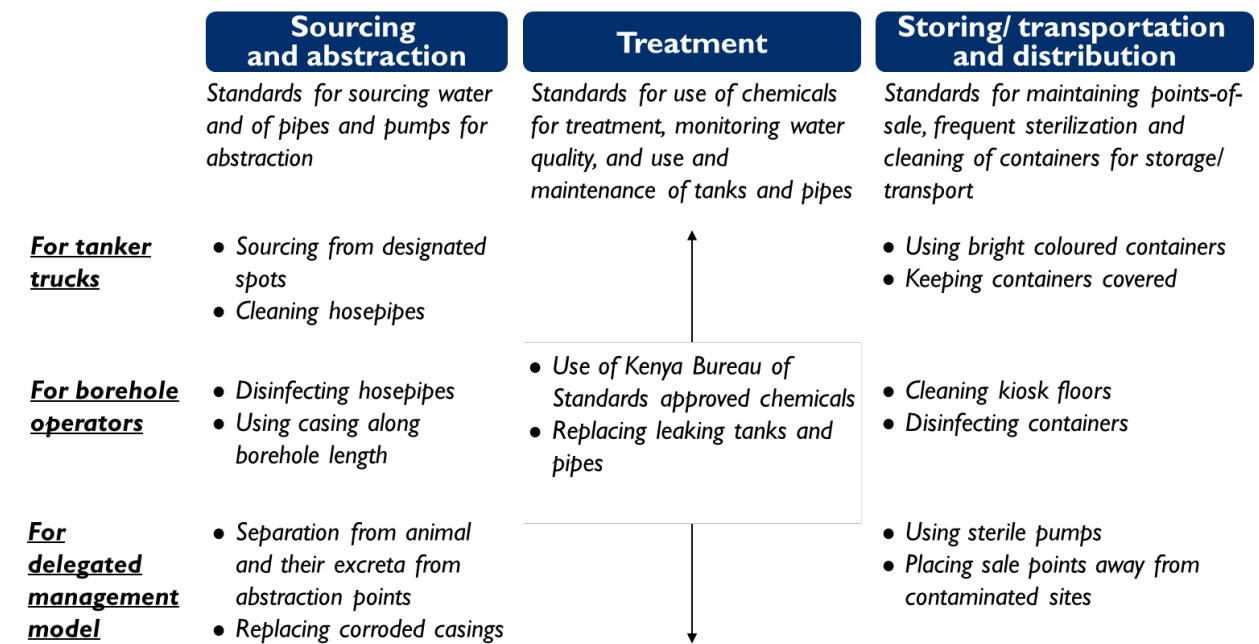 Sourcing
and abstraction
Treatment
Storing/ transportation
and distribution
Standards for sourcing water
and of pipes and pumps for
abstraction
Standards for use of chemicals
for treatment, monitoring water
quality, and use and
maintenance of tanks and pipes
Standards for maintaining points-of-
sale, frequent sterilization and
cleaning of containers for storage/
transport
For tanker
trucks
● Sourcing from designated
spots
● Cleaning hosepipes
● Using bright coloured containers
● Keeping containers covered
For borehole
operators
● Disinfecting hosepipes
● Using casing along
borehole length
● Use of Kenya Bureau of
Standards approved chemicals
● Replacing leaking tanks and
pipes
● Cleaning kiosk floors
● Disinfecting containers
For
delegated
management
model
● Separation from animal
and their excreta from
abstraction points
● Replacing corroded casings
● Using sterile pumps
● Placing sale points away from
contaminated sites